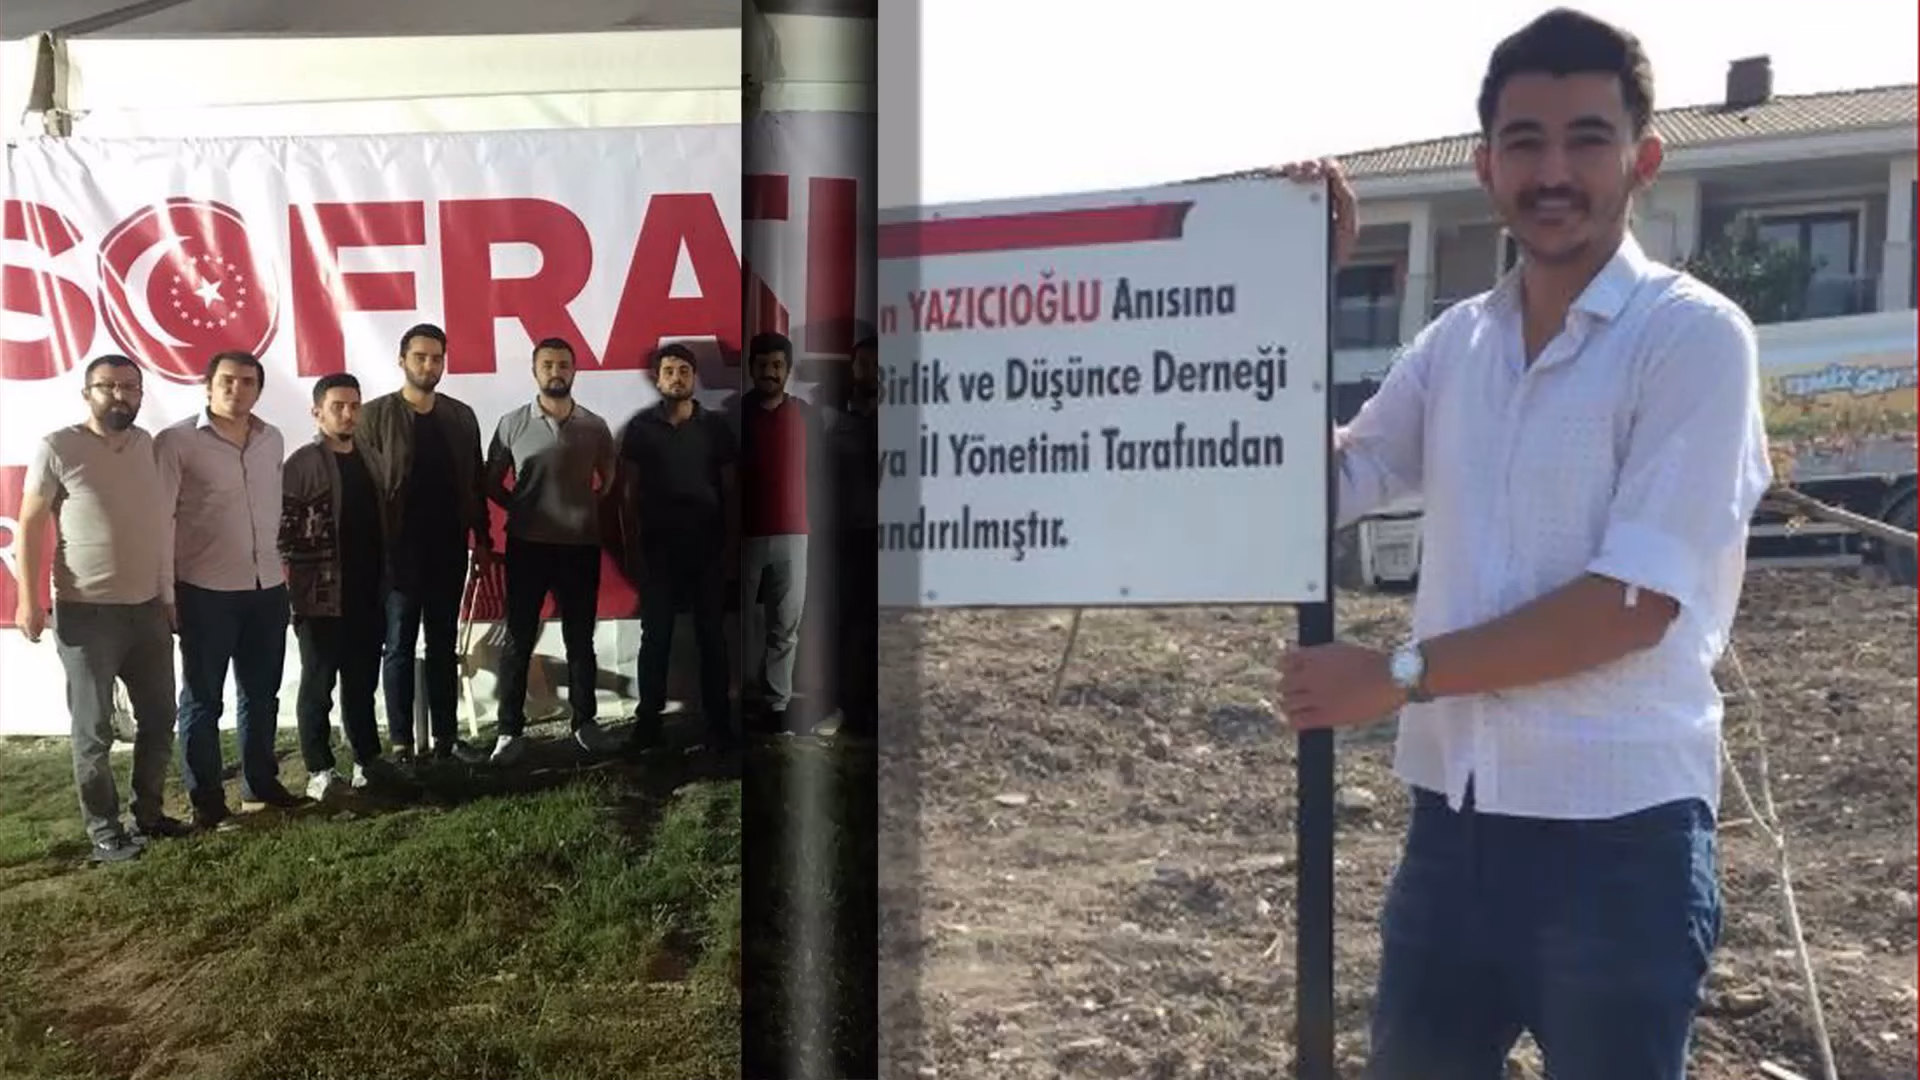 SOFRA
n YAZICIOĞLU Anısına
Birlik ve Düşünce Derneği
ya İl Yönetimi Tarafından
andırılmıştır.